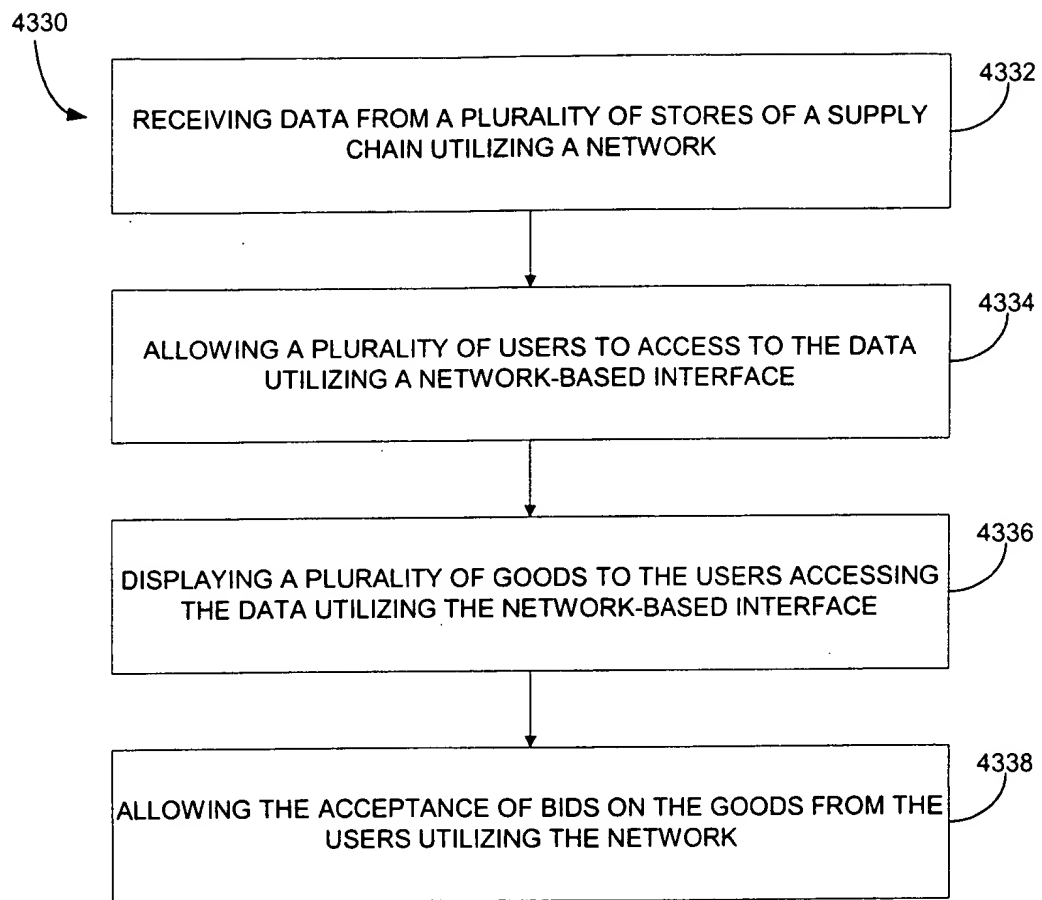 4330
4332
RECEIVING DATA FROM A PLURALITY OF STORES OF A SUPPLY
CHAIN UTILIZING A NETWORK
4334
ALLOWING A PLURALITY OF USERS TO ACCESS TO THE DATA
UTILIZING A NETWORK-BASED INTERFACE
4336
DISPLAYING A PLURALITY OF GOODS TO THE USERS ACCESSING
THE DATA UTILIZING THE NETWORK-BASED INTERFACE
4338
ALLOWING THE ACCEPTANCE OF BIDS ON THE GOODS FROM THE
USERS UTILIZING THE NETWORK